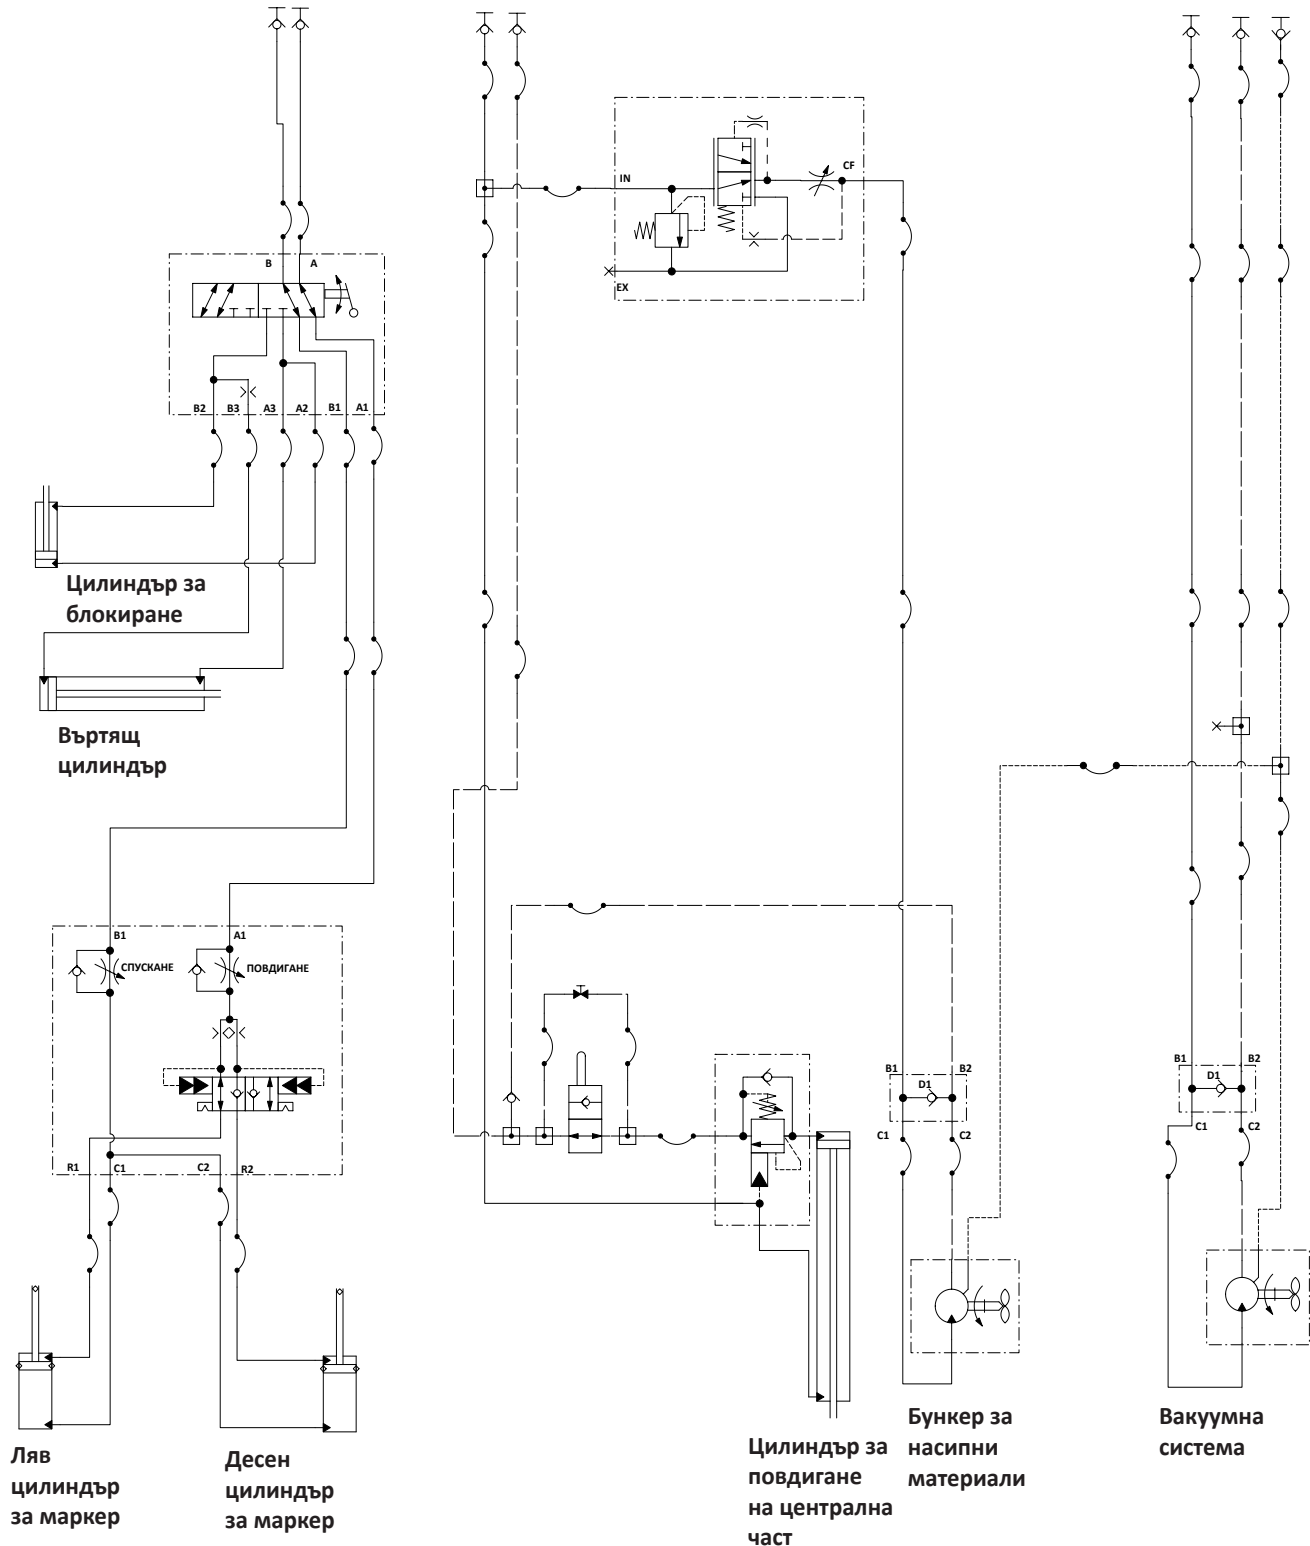 IN
CF
EX
B
A
B2
B3
A3
A2
B1
A1
Цилиндър за
блокиране
Въртящ
цилиндър
B1
A1
СПУСКАНЕ
ПОВДИГАНЕ
R1
C1
C2
R2
B1
B2
D1
C1
C2
B1
B2
D1
C1
C2
Ляв
цилиндър
за маркер
Десен
цилиндър
за маркер
Цилиндър за
повдигане
на централна
част
Бункер за
насипни
материали
Вакуумна
система